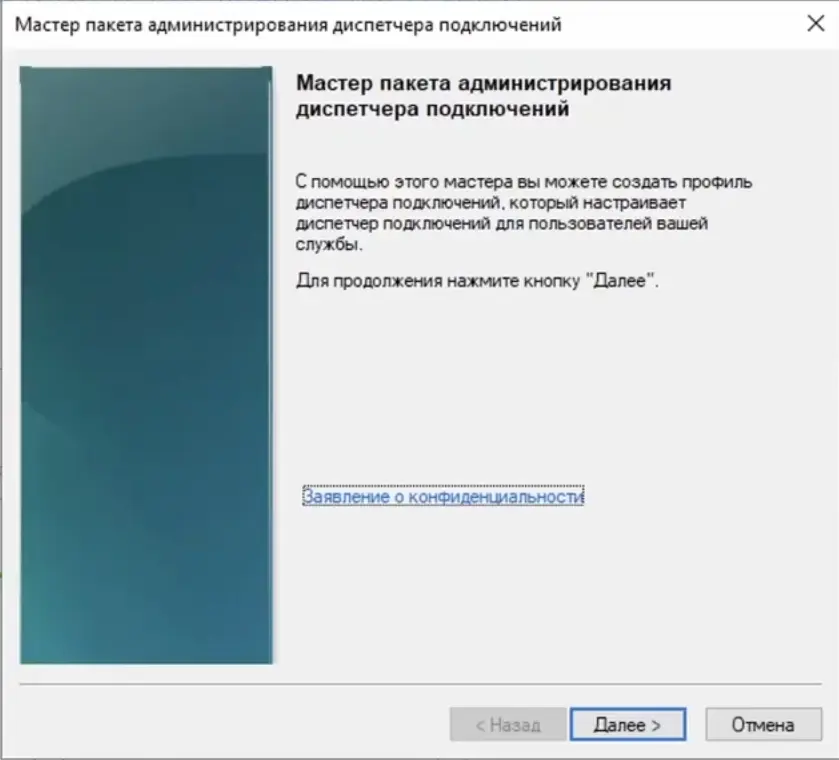 Мастер пакета администрирования диспетчера подключений
Мастер пакета администрирования
диспетчера подключений
С помощью этого мастера вы можете создать профиль
диспетчера подключений, который настраивает
диспетчер подключений для пользователей вашей
службы.
Для продолжения нажмите кнопку "Далее".
Заявление о конфиденциальности
< Назад
Далее >
Отмена